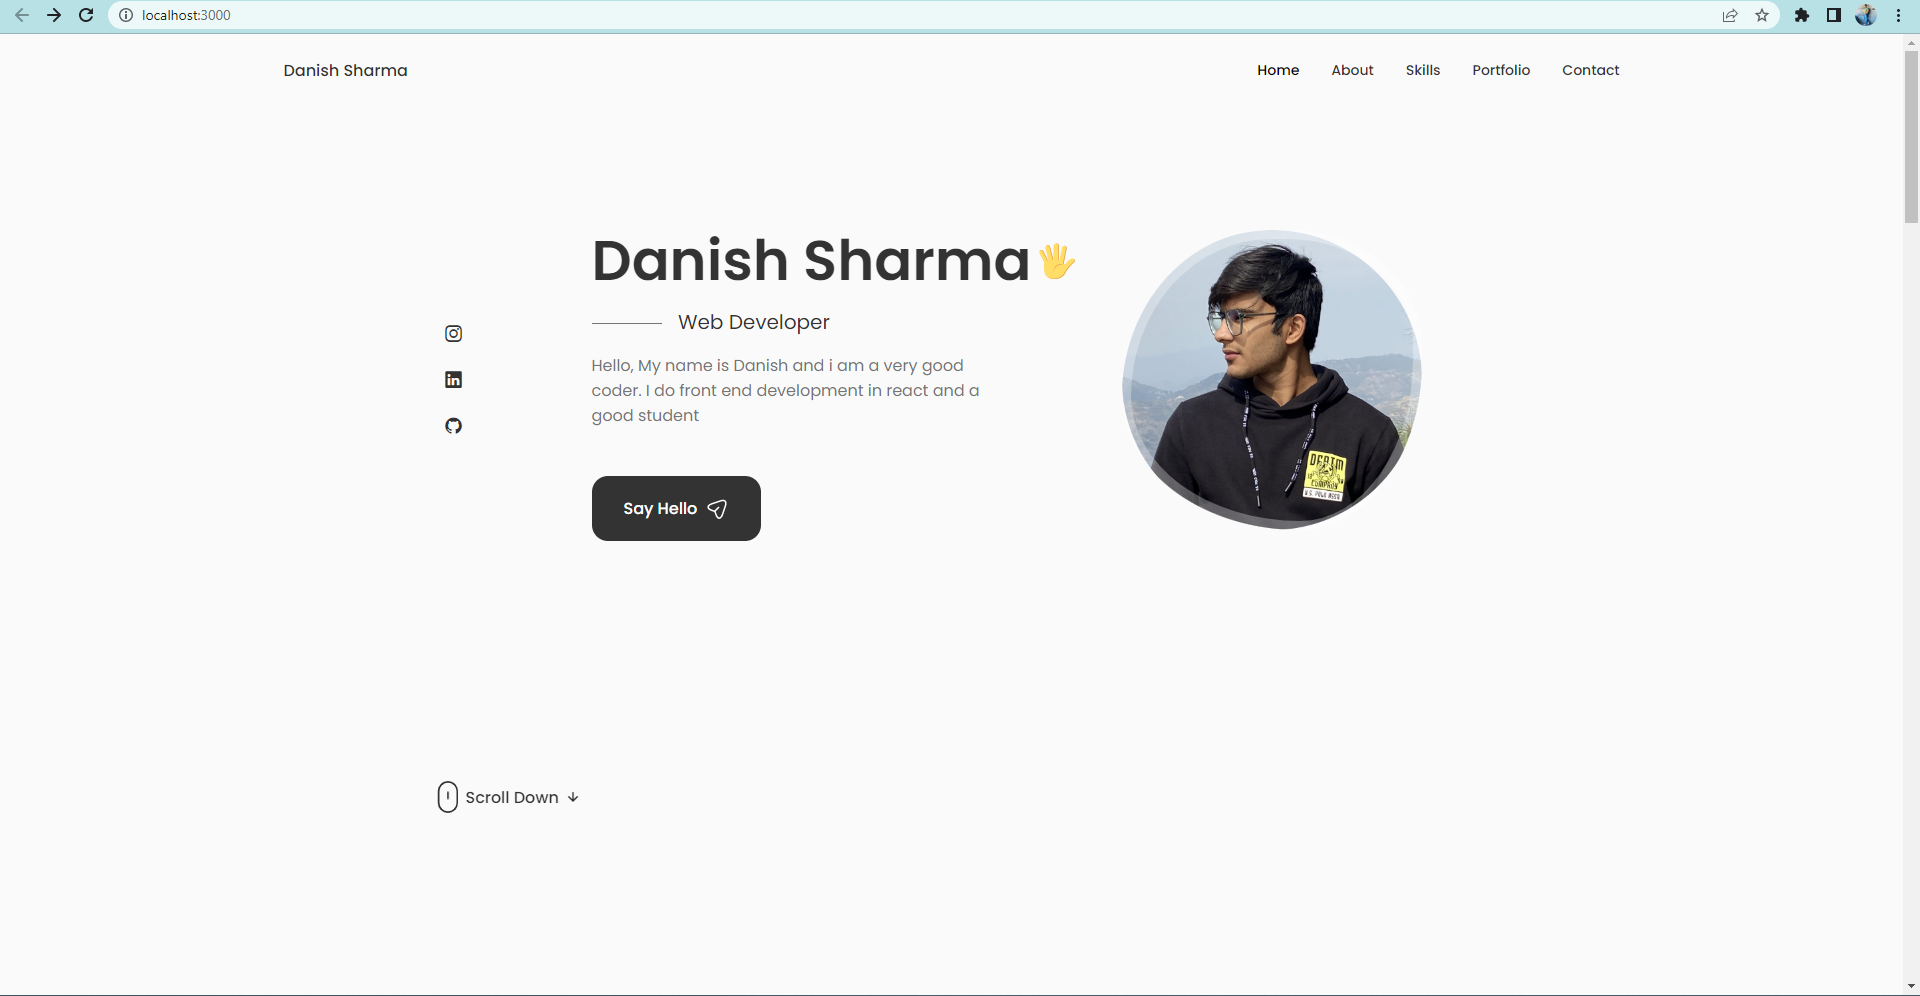 localhost:3000
Danish Sharma
Home About Skills Portfolio Contact
Danish Sharma
Web Developer
Hello, My name is Danish and i am a very good
coder. I do front end development in react and a
good student
Say Hello
Scroll Down
COMPANY